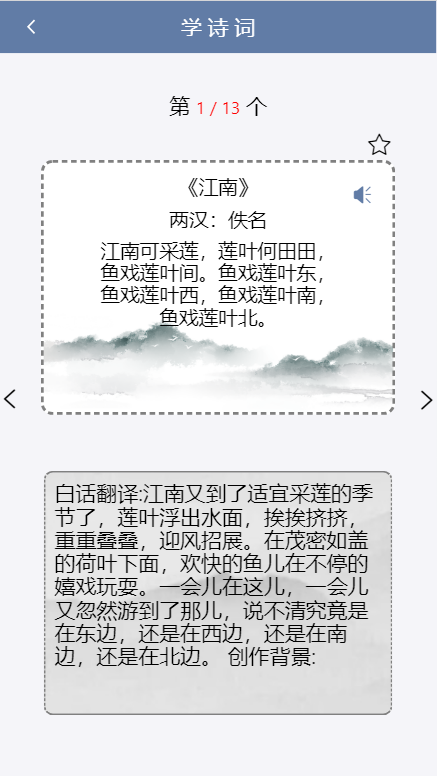 学诗词
第 1 / 13 个
《江南》
两汉：佚名
江南可采莲，莲叶何田田，
鱼戏莲叶间。鱼戏莲叶东，
鱼戏莲叶西，鱼戏莲叶南，
鱼戏莲叶北。
白话翻译:江南又到了适宜采莲的季
节了，莲叶浮出水面，挨挨挤挤，
重重叠叠，迎风招展。在茂密如盖
的荷叶下面，欢快的鱼儿在不停的
嬉戏玩耍。一会儿在这儿，一会儿
又忽然游到了那儿，说不清究竟是
在东边，还是在西边，还是在南
边，还是在北边。 创作背景: